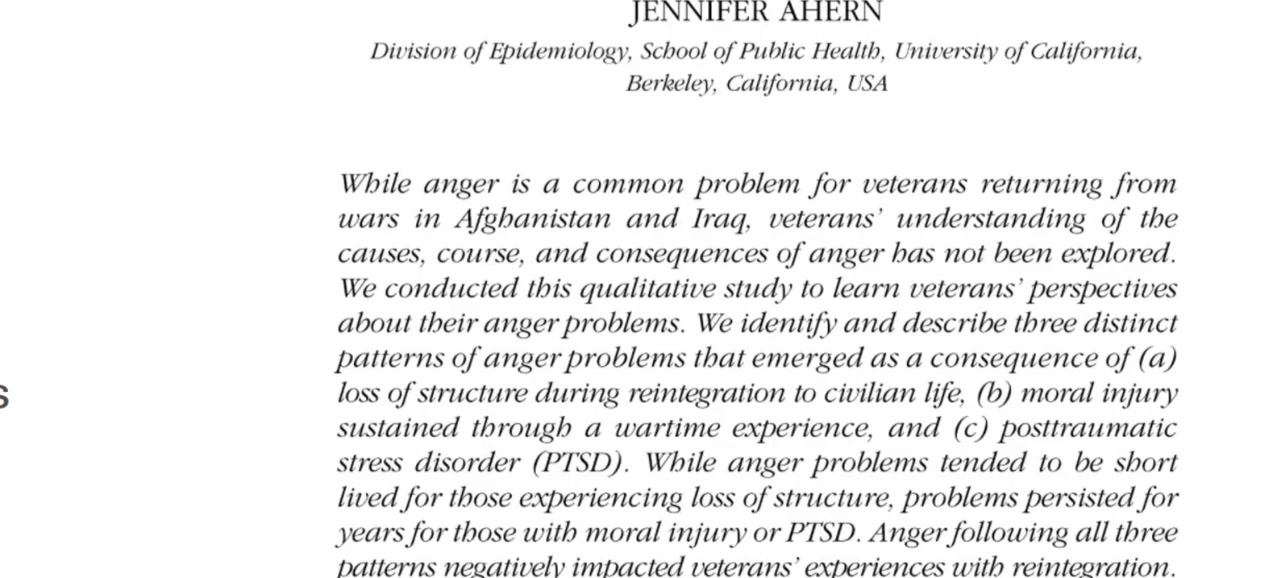 JENNIFER AHERN
Division of Epidemiology, School of Public Health, University of California,
Berkeley, California, USA
While anger is a common problem for veterans returning from
wars in Afghanistan and Iraq, veterans' understanding of the
causes, course, and consequences of anger has not been explored.
We conducted this qualitative study to learn veterans' perspectives
about their anger problems. We identify and describe three distinct
patterns of anger problems that emerged as a consequence of (a)
loss of structure during reintegration to civilian life, (b) moral injury
s
sustained through a wartime experience, and (c) posttraumatic
stress disorder (PTSD). While anger problems tended to be short
lived for those experiencing loss of structure, problems persisted for
years for those with moral injury or PTSD. Anger following all three
patterns negatively impacted veterans' experiences with reintegration.